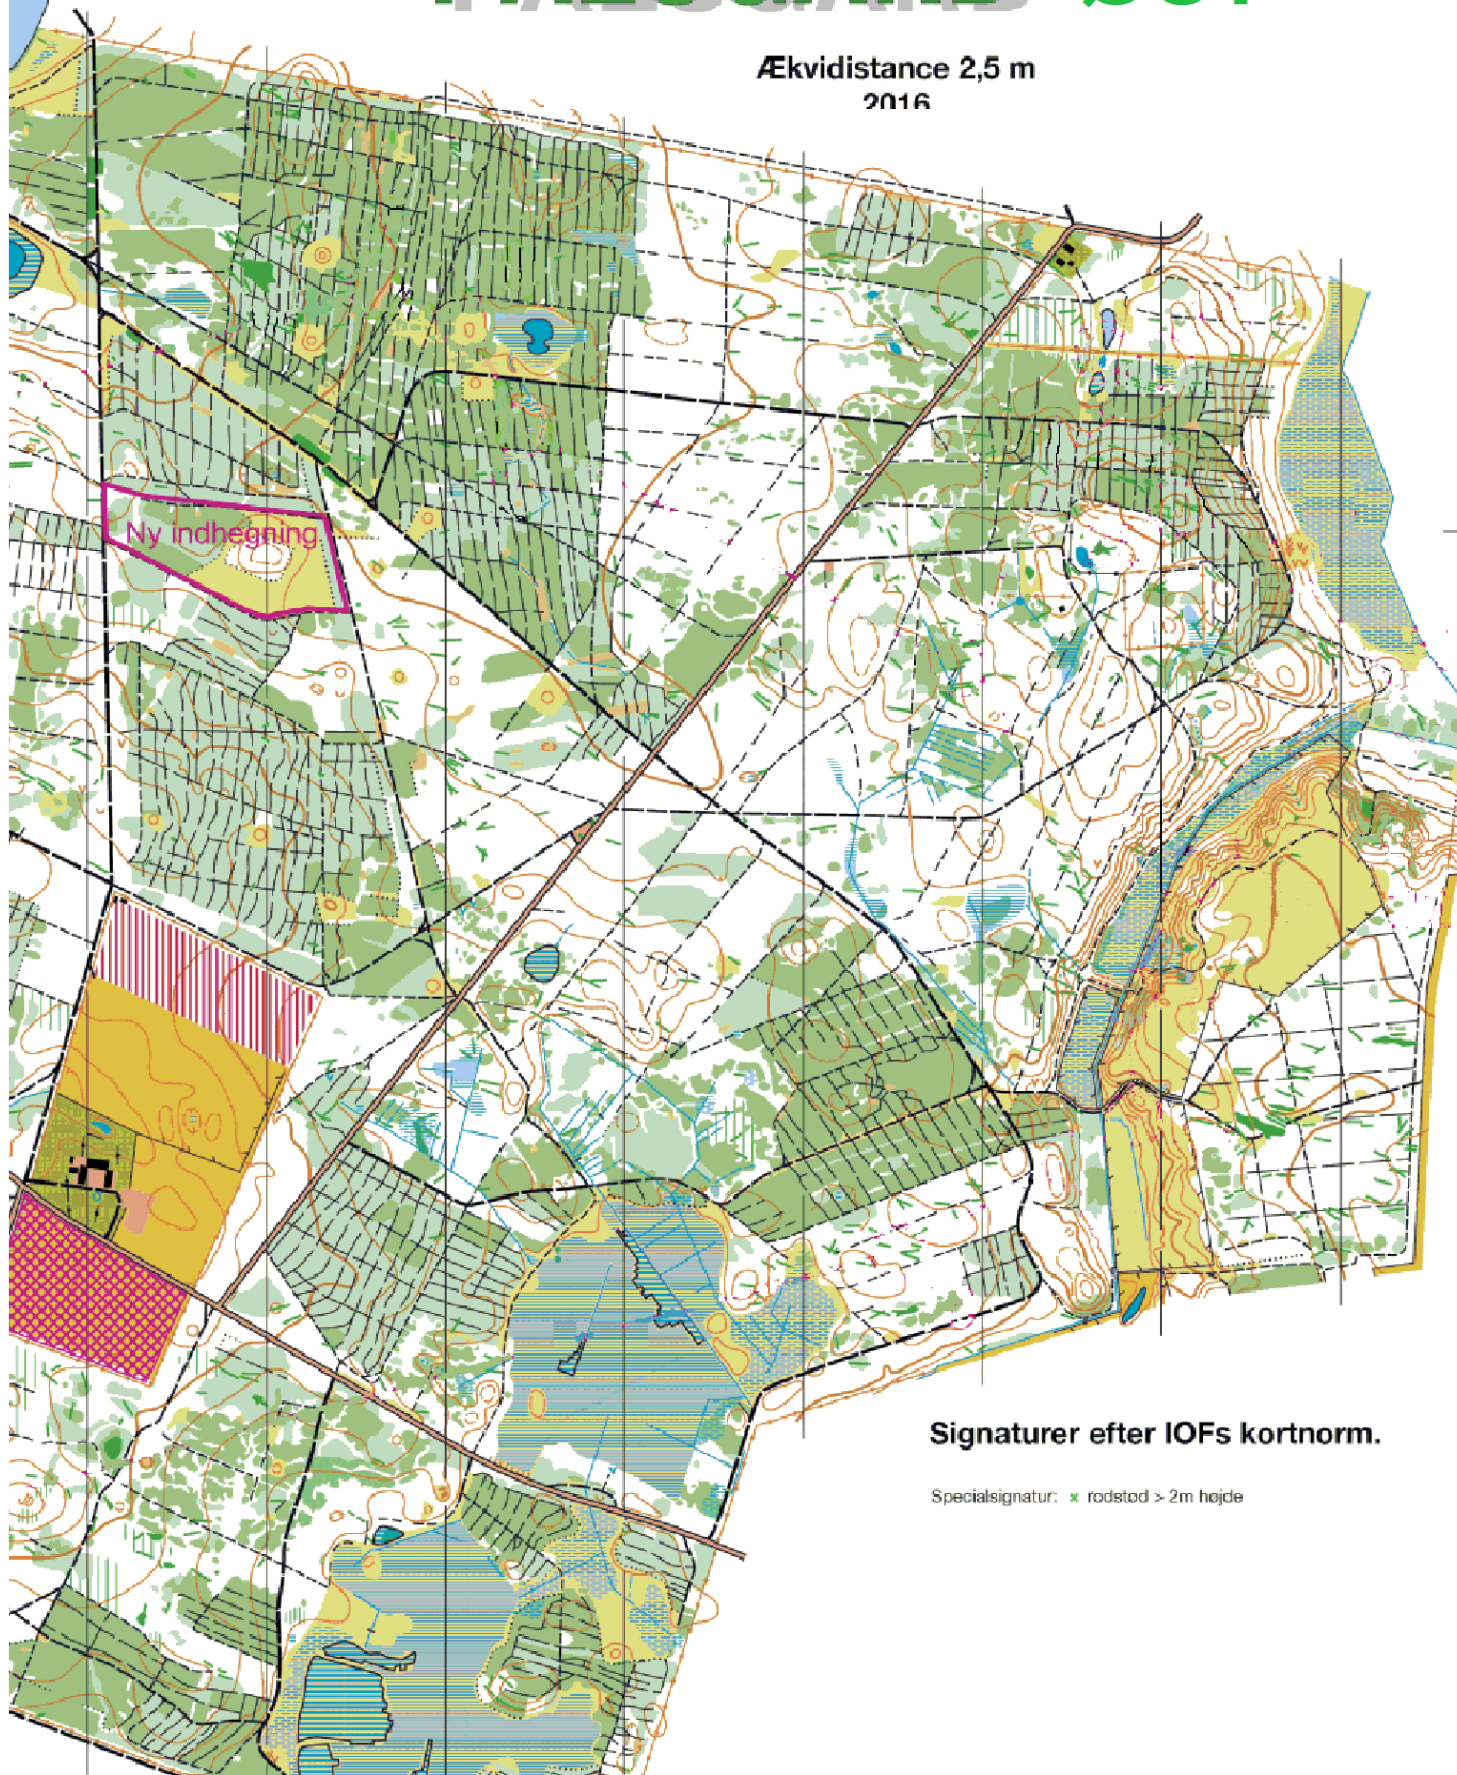 Ækvidistance 2,5 m
2016
Ny indhegning
Signaturer efter IOFs kortnorm.
Specialsignatur: x rodstød > 2m højde